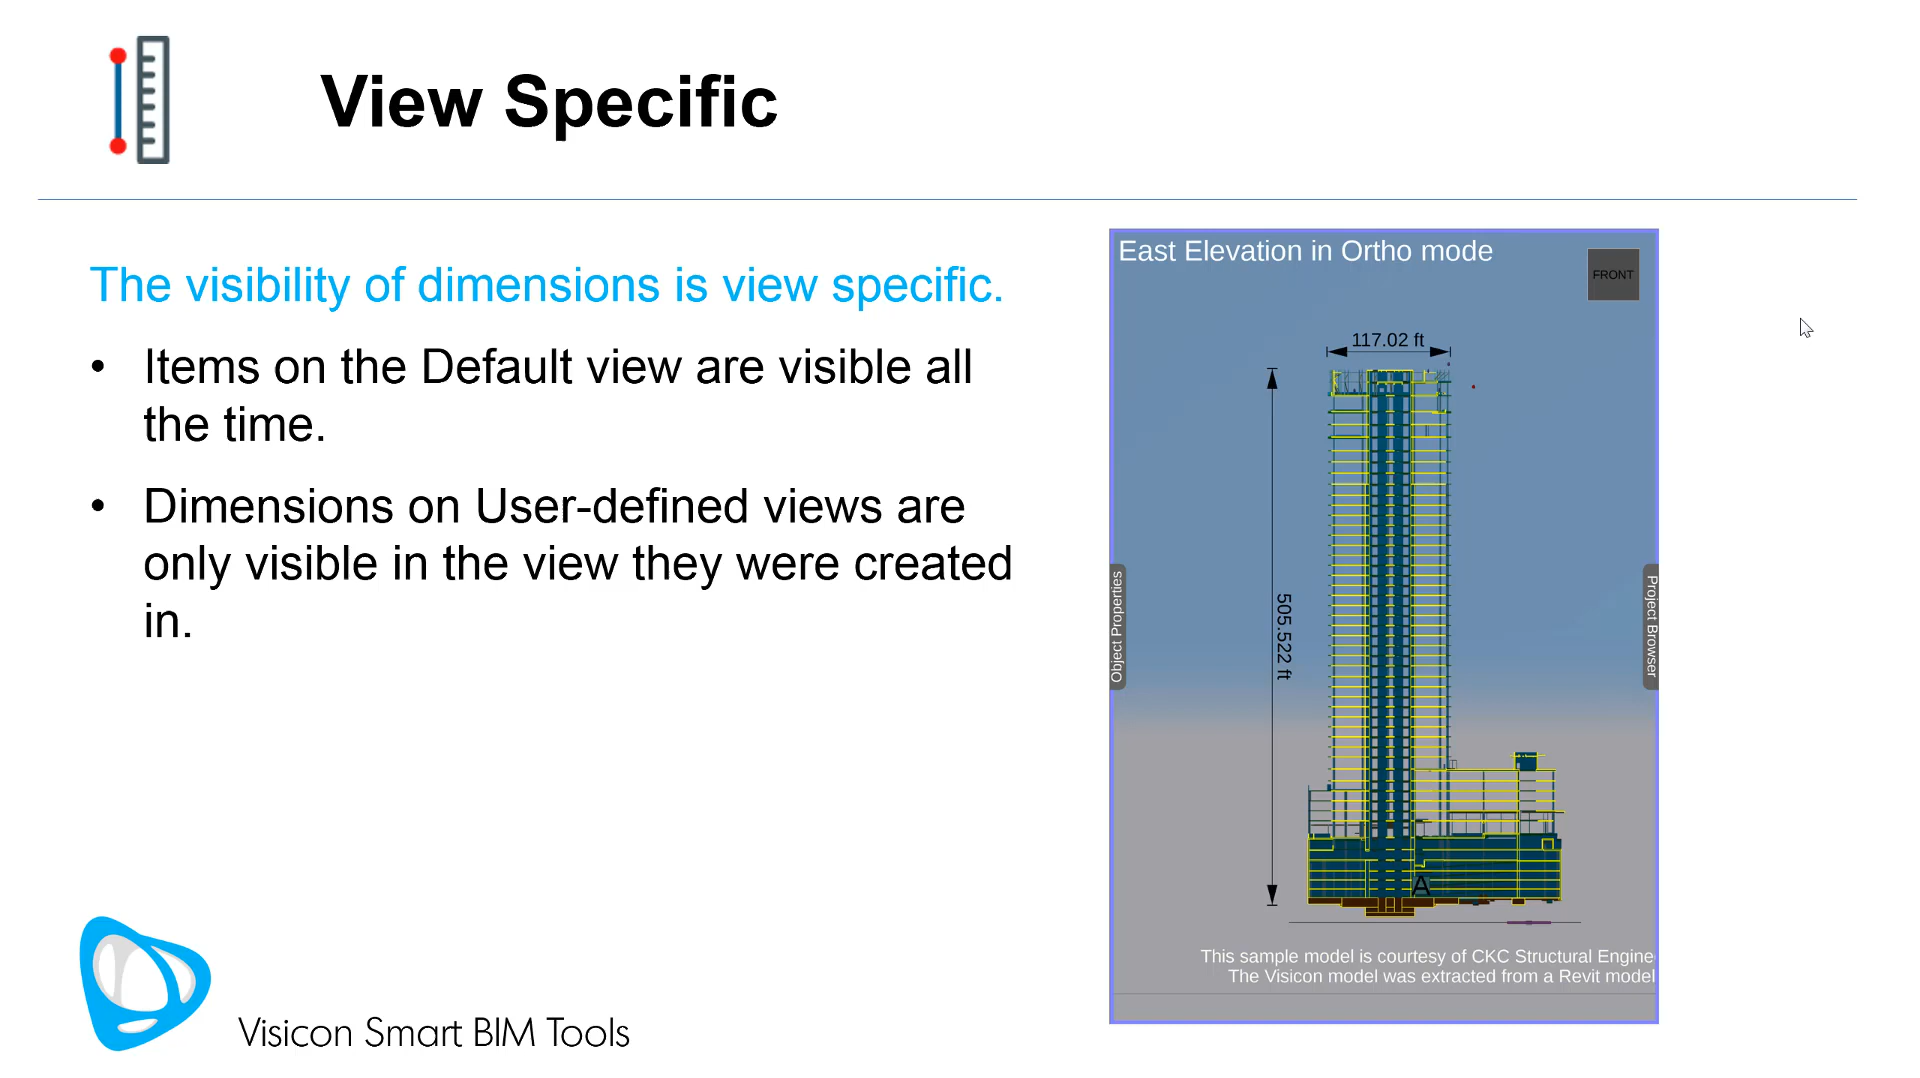 View Specific
The visibility of dimensions is view specific.
• Items on the Default view are visible all
the time.
• Dimensions on User-defined views are
only visible in the view they were created
in.
East Elevation in Ortho mode
FRONT
117.02 ft
505.522 ft
Object Properties
Project Browser
A
This sample model is courtesy of CKC Structural Engine
The Visicon model was extracted from a Revit model
Visicon Smart BIM Tools